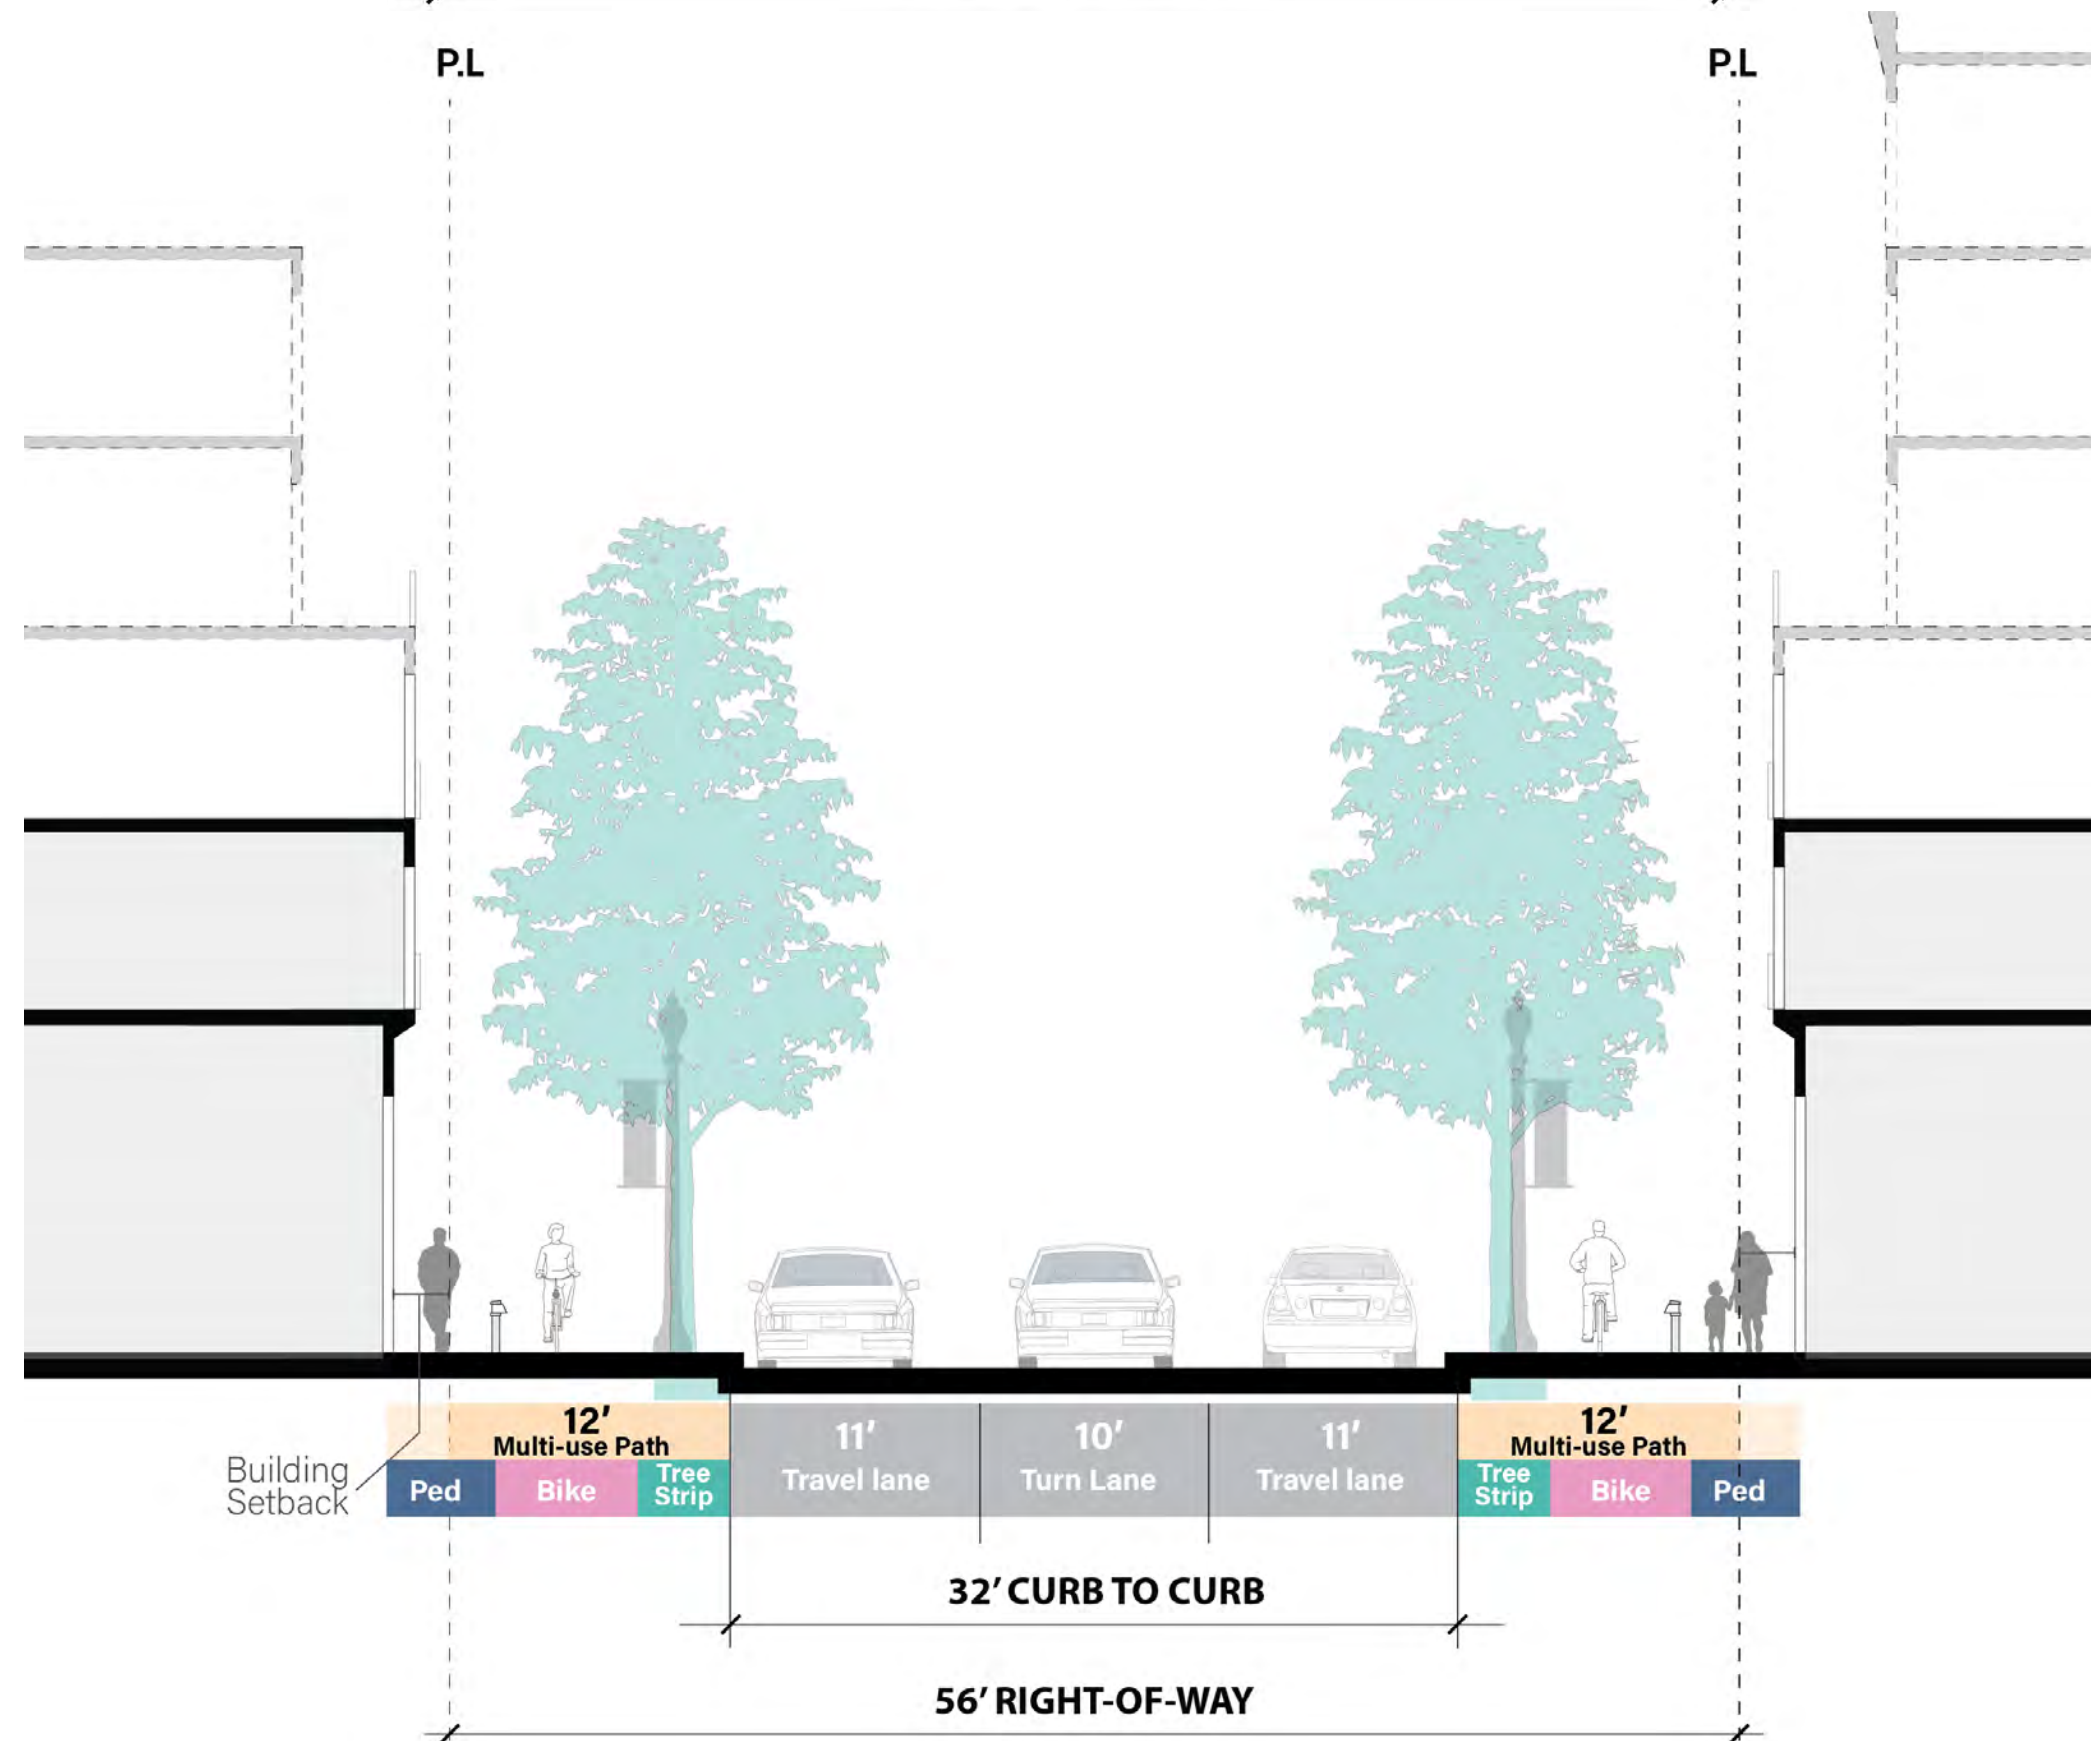 P.L
P.L
12'
Multi-use Path
11'
Travel lane
10'
Turn Lane
11'
Travel lane
12'
Multi-use Path
Building
Setback
Ped
Bike
Tree
Strip
Tree
Strip
Bike
Ped
32' CURB TO CURB
56' RIGHT-OF-WAY